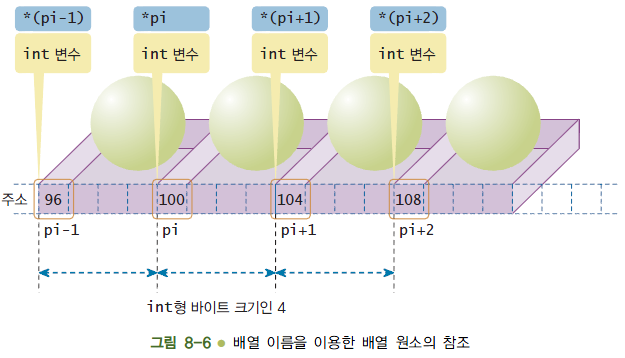 *(pi-1) *pi *(pi+1) *(pi+2)
int 변수 int 변수 int 변수 int 변수
주소 96 100 104 108
pi-1 pi pi+1 pi+2
int형 바이트 크기인 4
그림 8-6 ● 배열 이름을 이용한 배열 원소의 참조